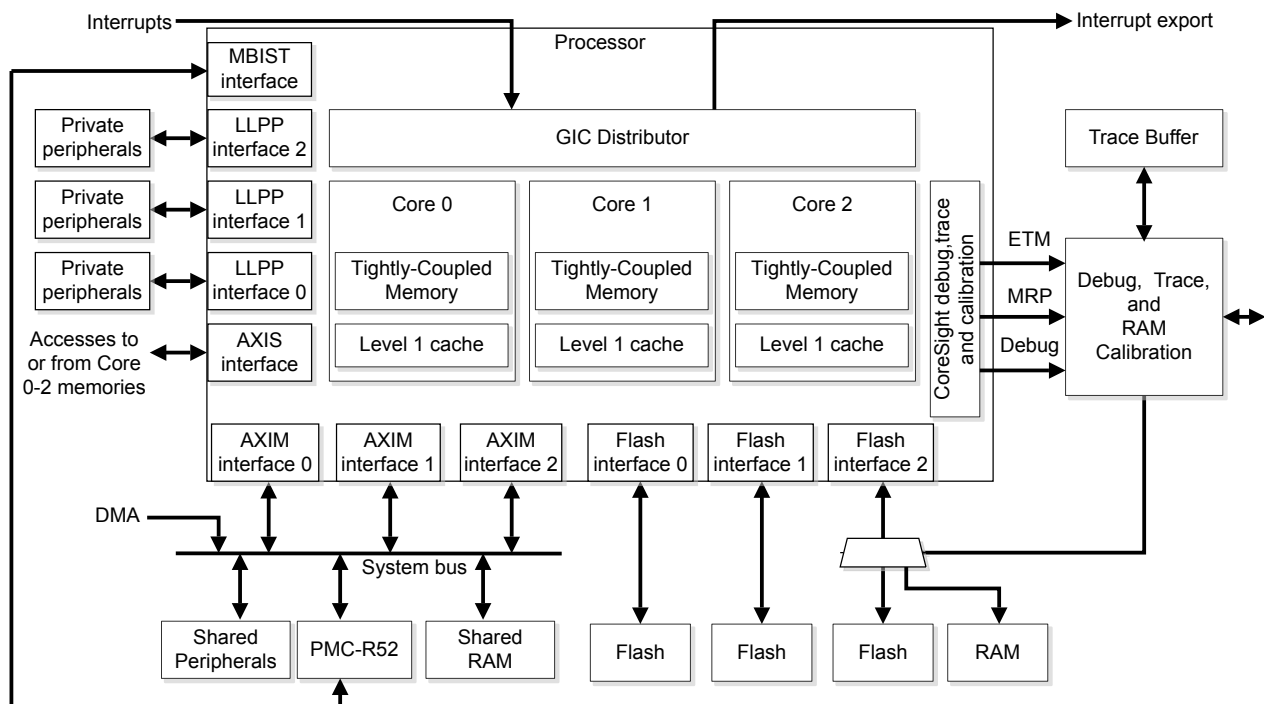 Interrupts
Interrupt export
Processor
MBIST
interface
Private
peripherals
LLPP
interface 2
GIC Distributor
Trace Buffer
Private
peripherals
LLPP
interface 1
Core 0
Core 1
Core 2
CoreSight debug,trace
and calibration
ETM
Private
peripherals
LLPP
interface 0
Tightly-Coupled
Memory
Tightly-Coupled
Memory
Tightly-Coupled
Memory
MRP
Debug, Trace,
and
RAM
Calibration
Accesses to
or from Core
0-2 memories
AXIS
interface
Level 1 cache
Level 1 cache
Level 1 cache
Debug
AXIM
interface 0
AXIM
interface 1
AXIM
interface 2
Flash
interface 0
Flash
interface 1
Flash
interface 2
DMA
System bus
Shared
Peripherals
PMC-R52
Shared
RAM
Flash
Flash
Flash
RAM